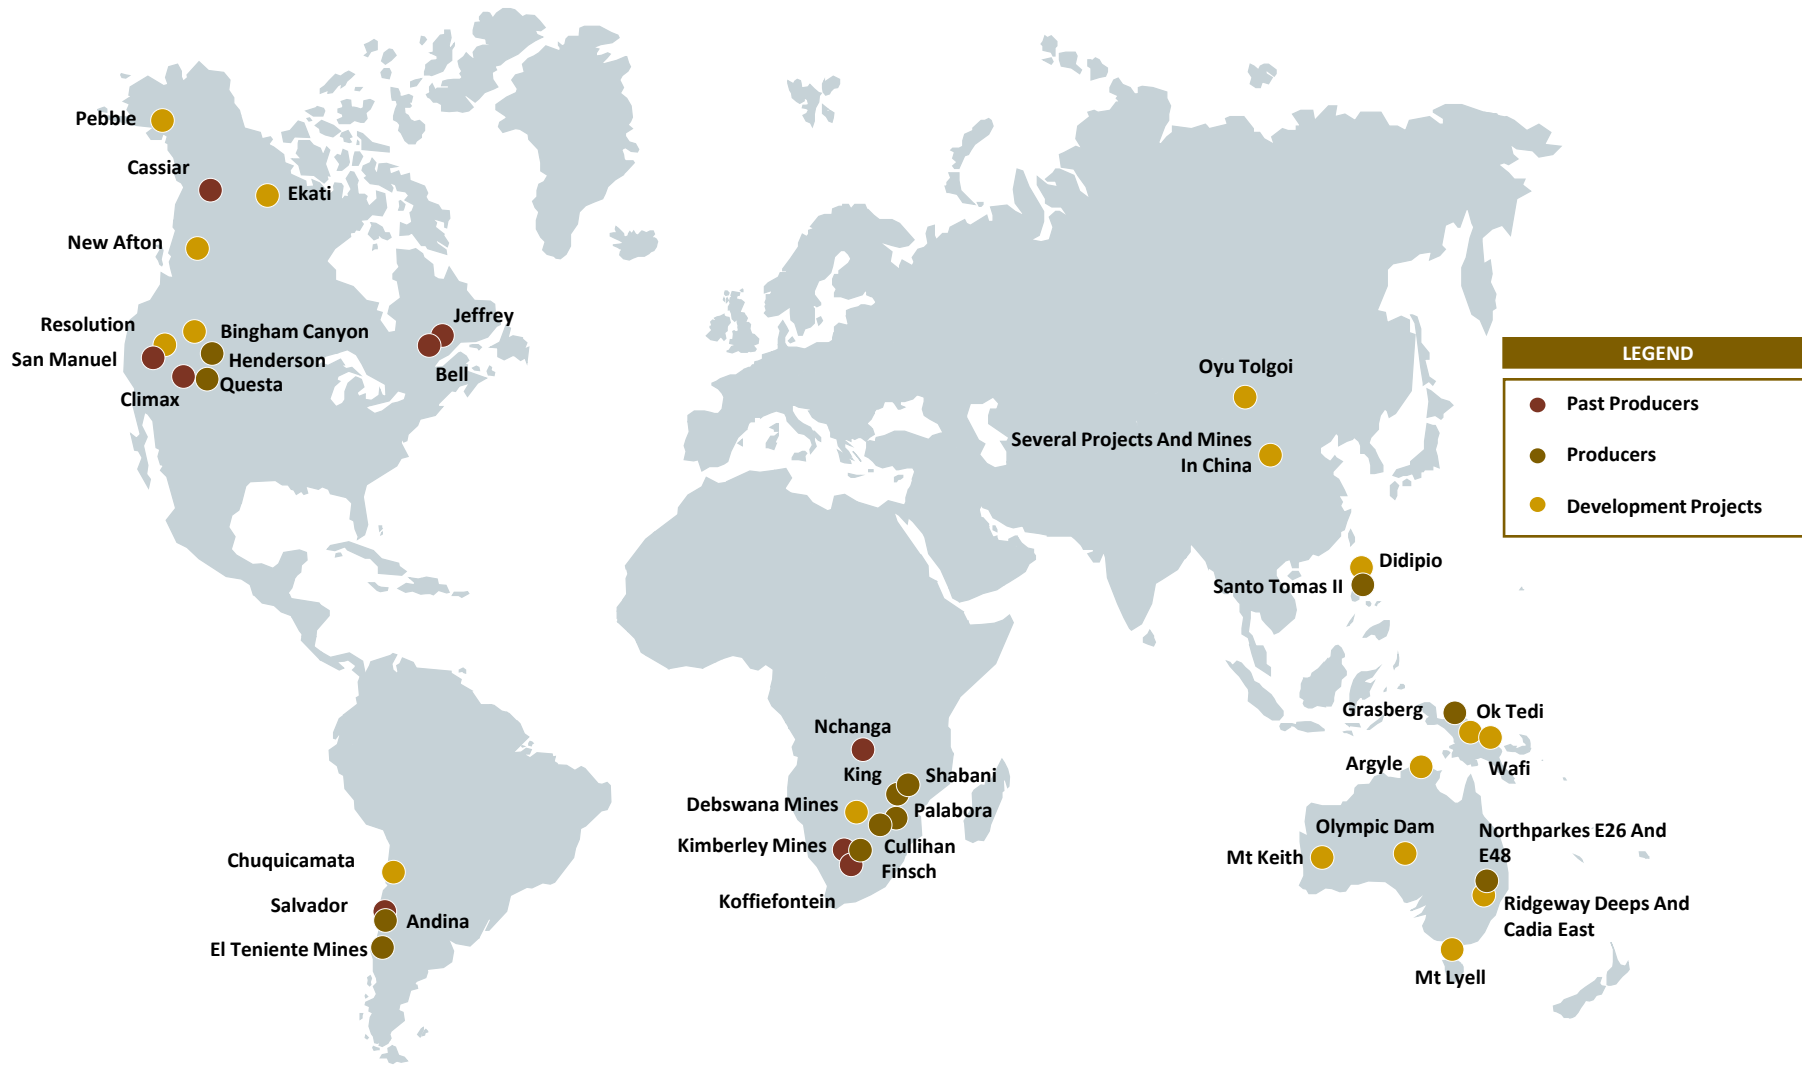 Pebble
Cassiar
Ekati
New Afton
Resolution
Bingham Canyon
Jeffrey
San Manuel
Henderson
Climax
Questa
Bell
Oyu Tolgoi
Several Projects And Mines
In China
LEGEND
Past Producers
Producers
Development Projects
Didipio
Santo Tomas II
Grasberg
Ok Tedi
Argyle
Wafi
Nchanga
King
Shabani
Debswana Mines
Palabora
Kimberley Mines
Cullihan
Finsch
Koffiefontein
Olympic Dam
Mt Keith
Northparkes E26 And
E48
Ridgeway Deeps And
Cadia East
Mt Lyell
Chuquicamata
Salvador
Andina
El Teniente Mines